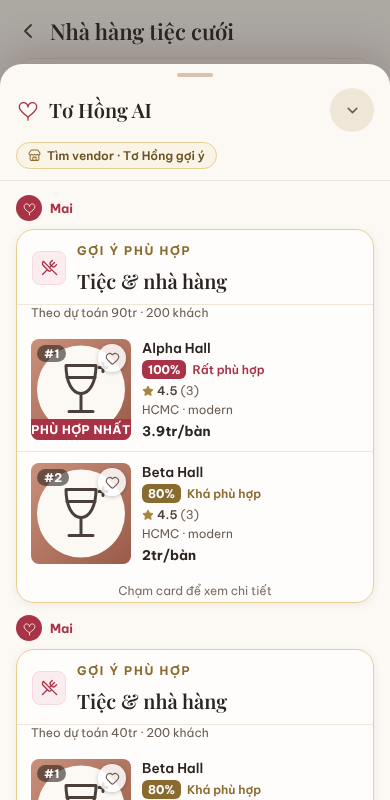 Nhà hàng tiệc cưới
Tơ Hồng AI
Tìm vendor · Tơ Hồng gợi ý
Mai
GỢI Ý PHÙ HỢP
Tiệc & nhà hàng
Theo dự toán 90tr · 200 khách
#1
PHÙ HỢP NHẤT
Alpha Hall
100% Rất phù hợp
4.5 (3)
HCMC · modern
3.9tr/bàn
#2
Beta Hall
80% Khá phù hợp
4.5 (3)
HCMC · modern
2tr/bàn
Chạm card để xem chi tiết
Mai
GỢI Ý PHÙ HỢP
Tiệc & nhà hàng
Theo dự toán 40tr · 200 khách
#1
Beta Hall
80% Khá phù hợp